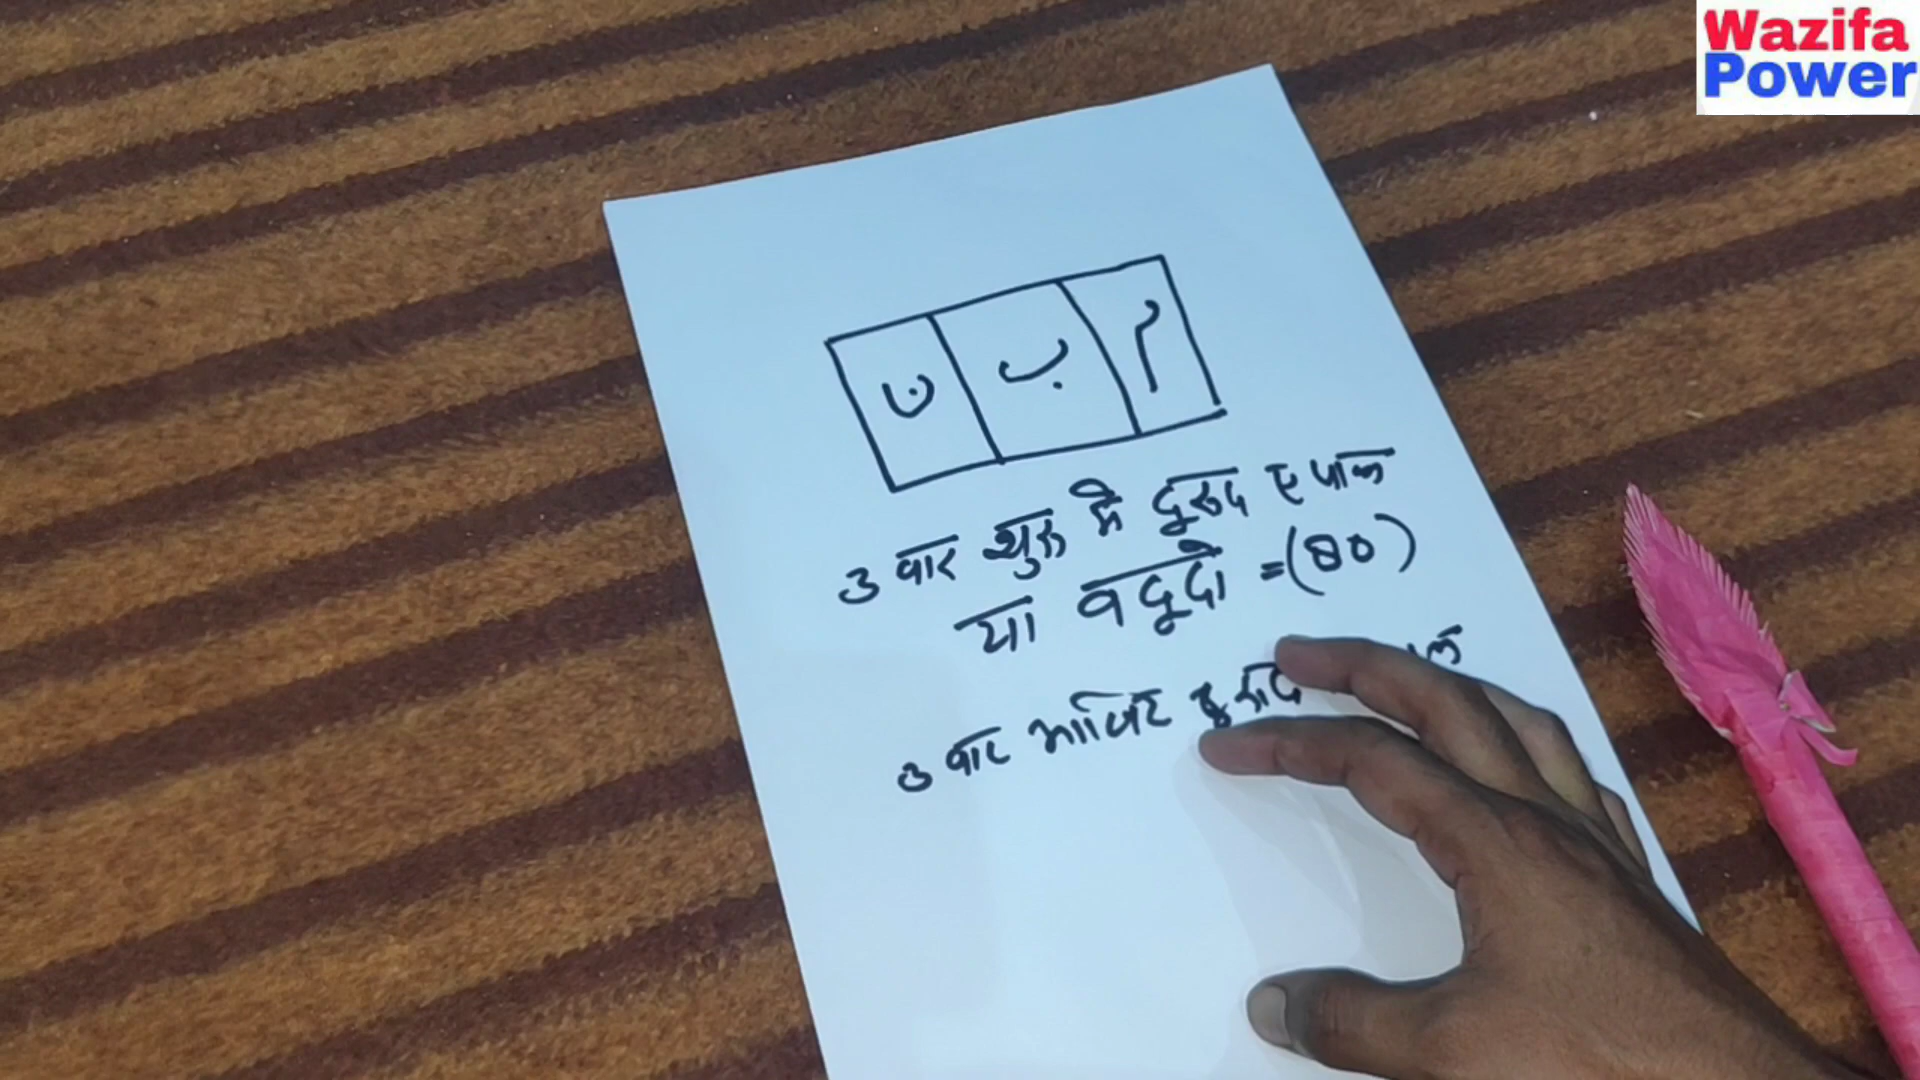 Wazifa
Power
م ب ن
3 बार शुरू मे दुरुद ए पाक
या वदूदो =(80)
3 बार आखिर दुरुदे